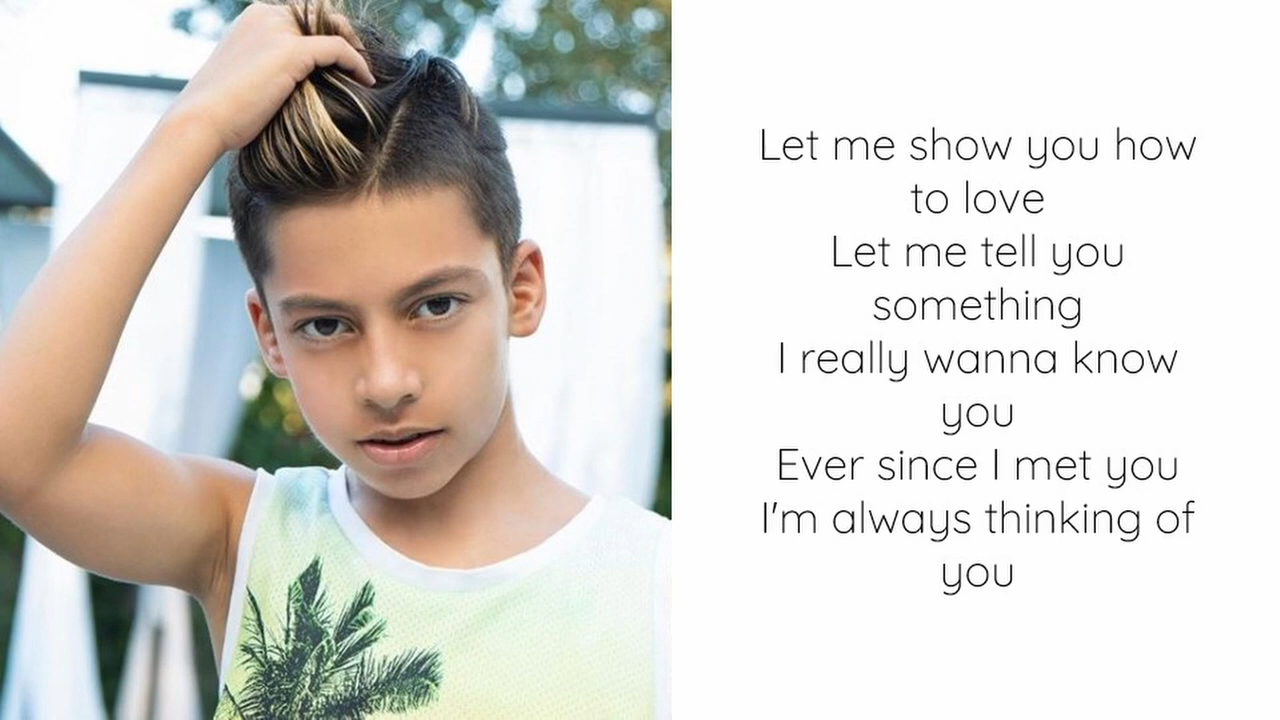 Let me show you how
to love
Let me tell you
something
I really wanna know
you
Ever since I met you
I'm always thinking of
you